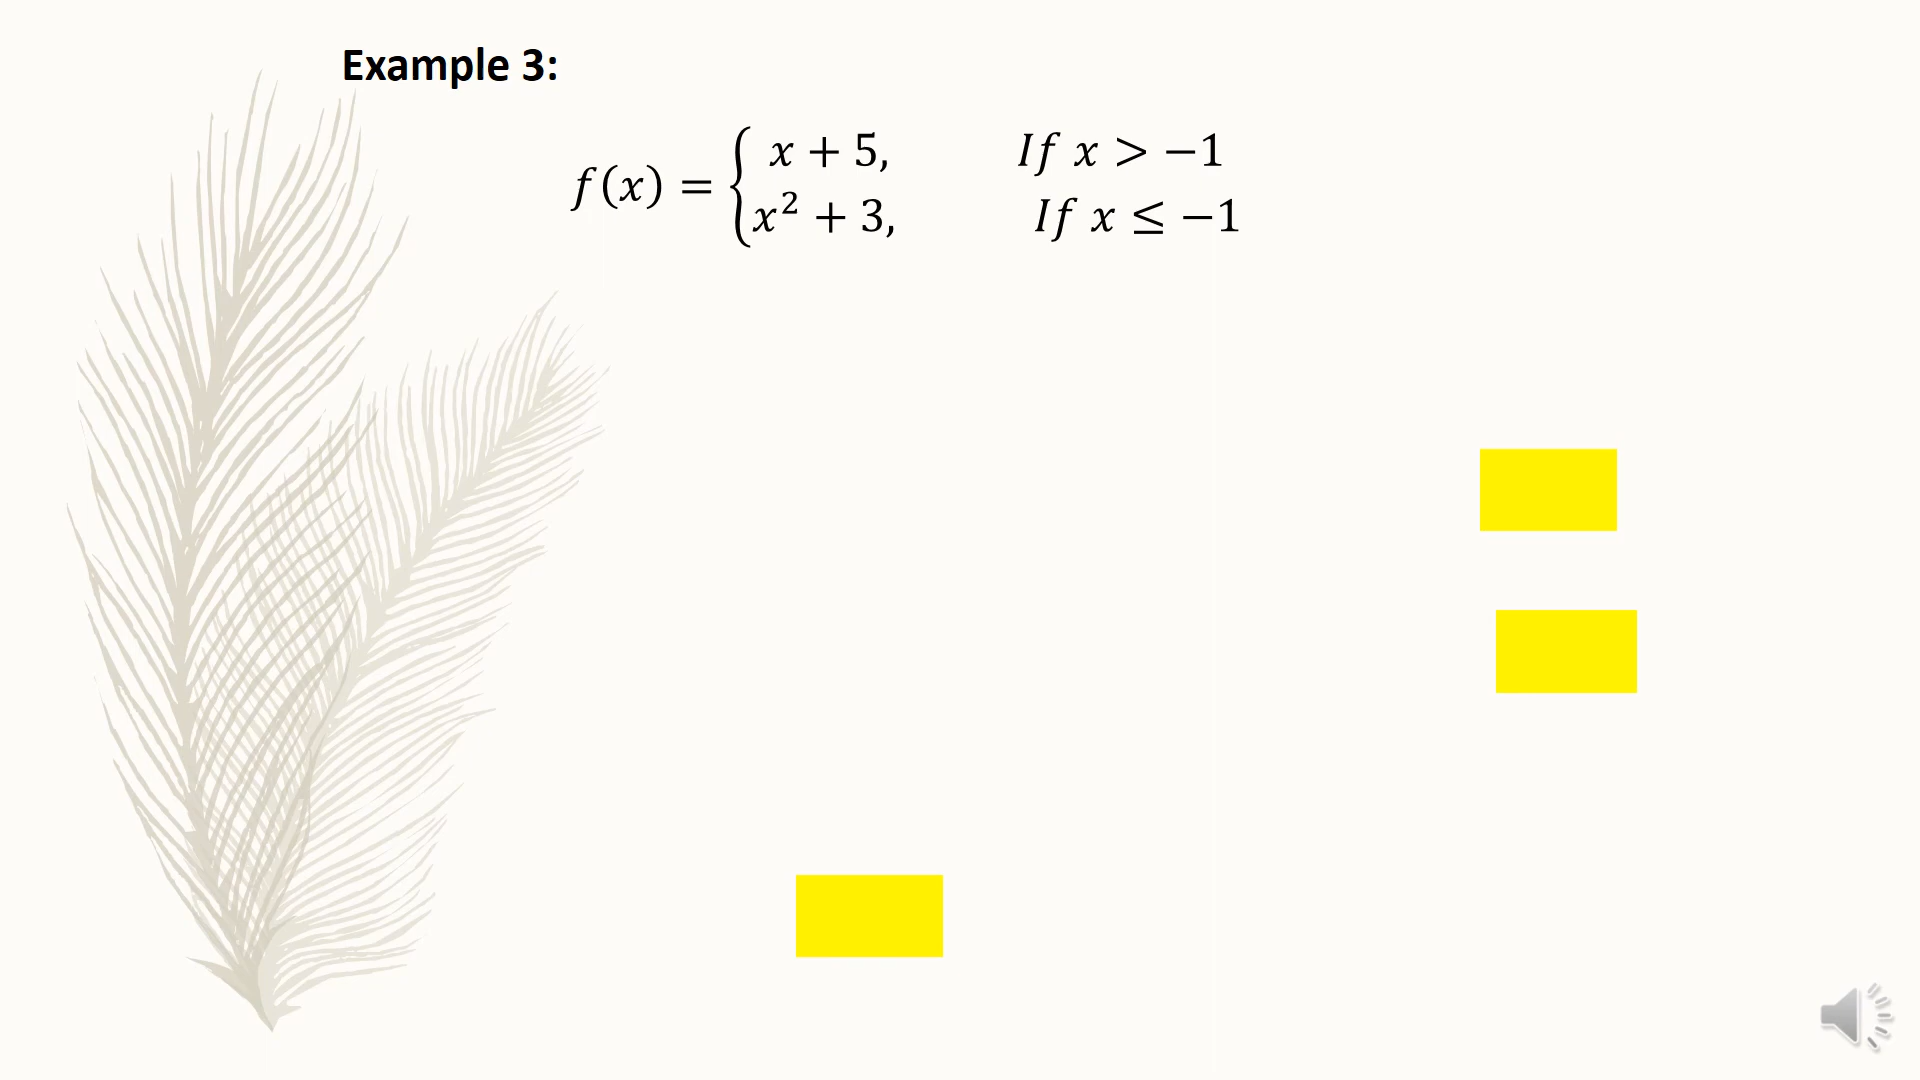 Example 3:
f(x) = { x + 5, If x > −1
x² + 3, If x ≤ −1